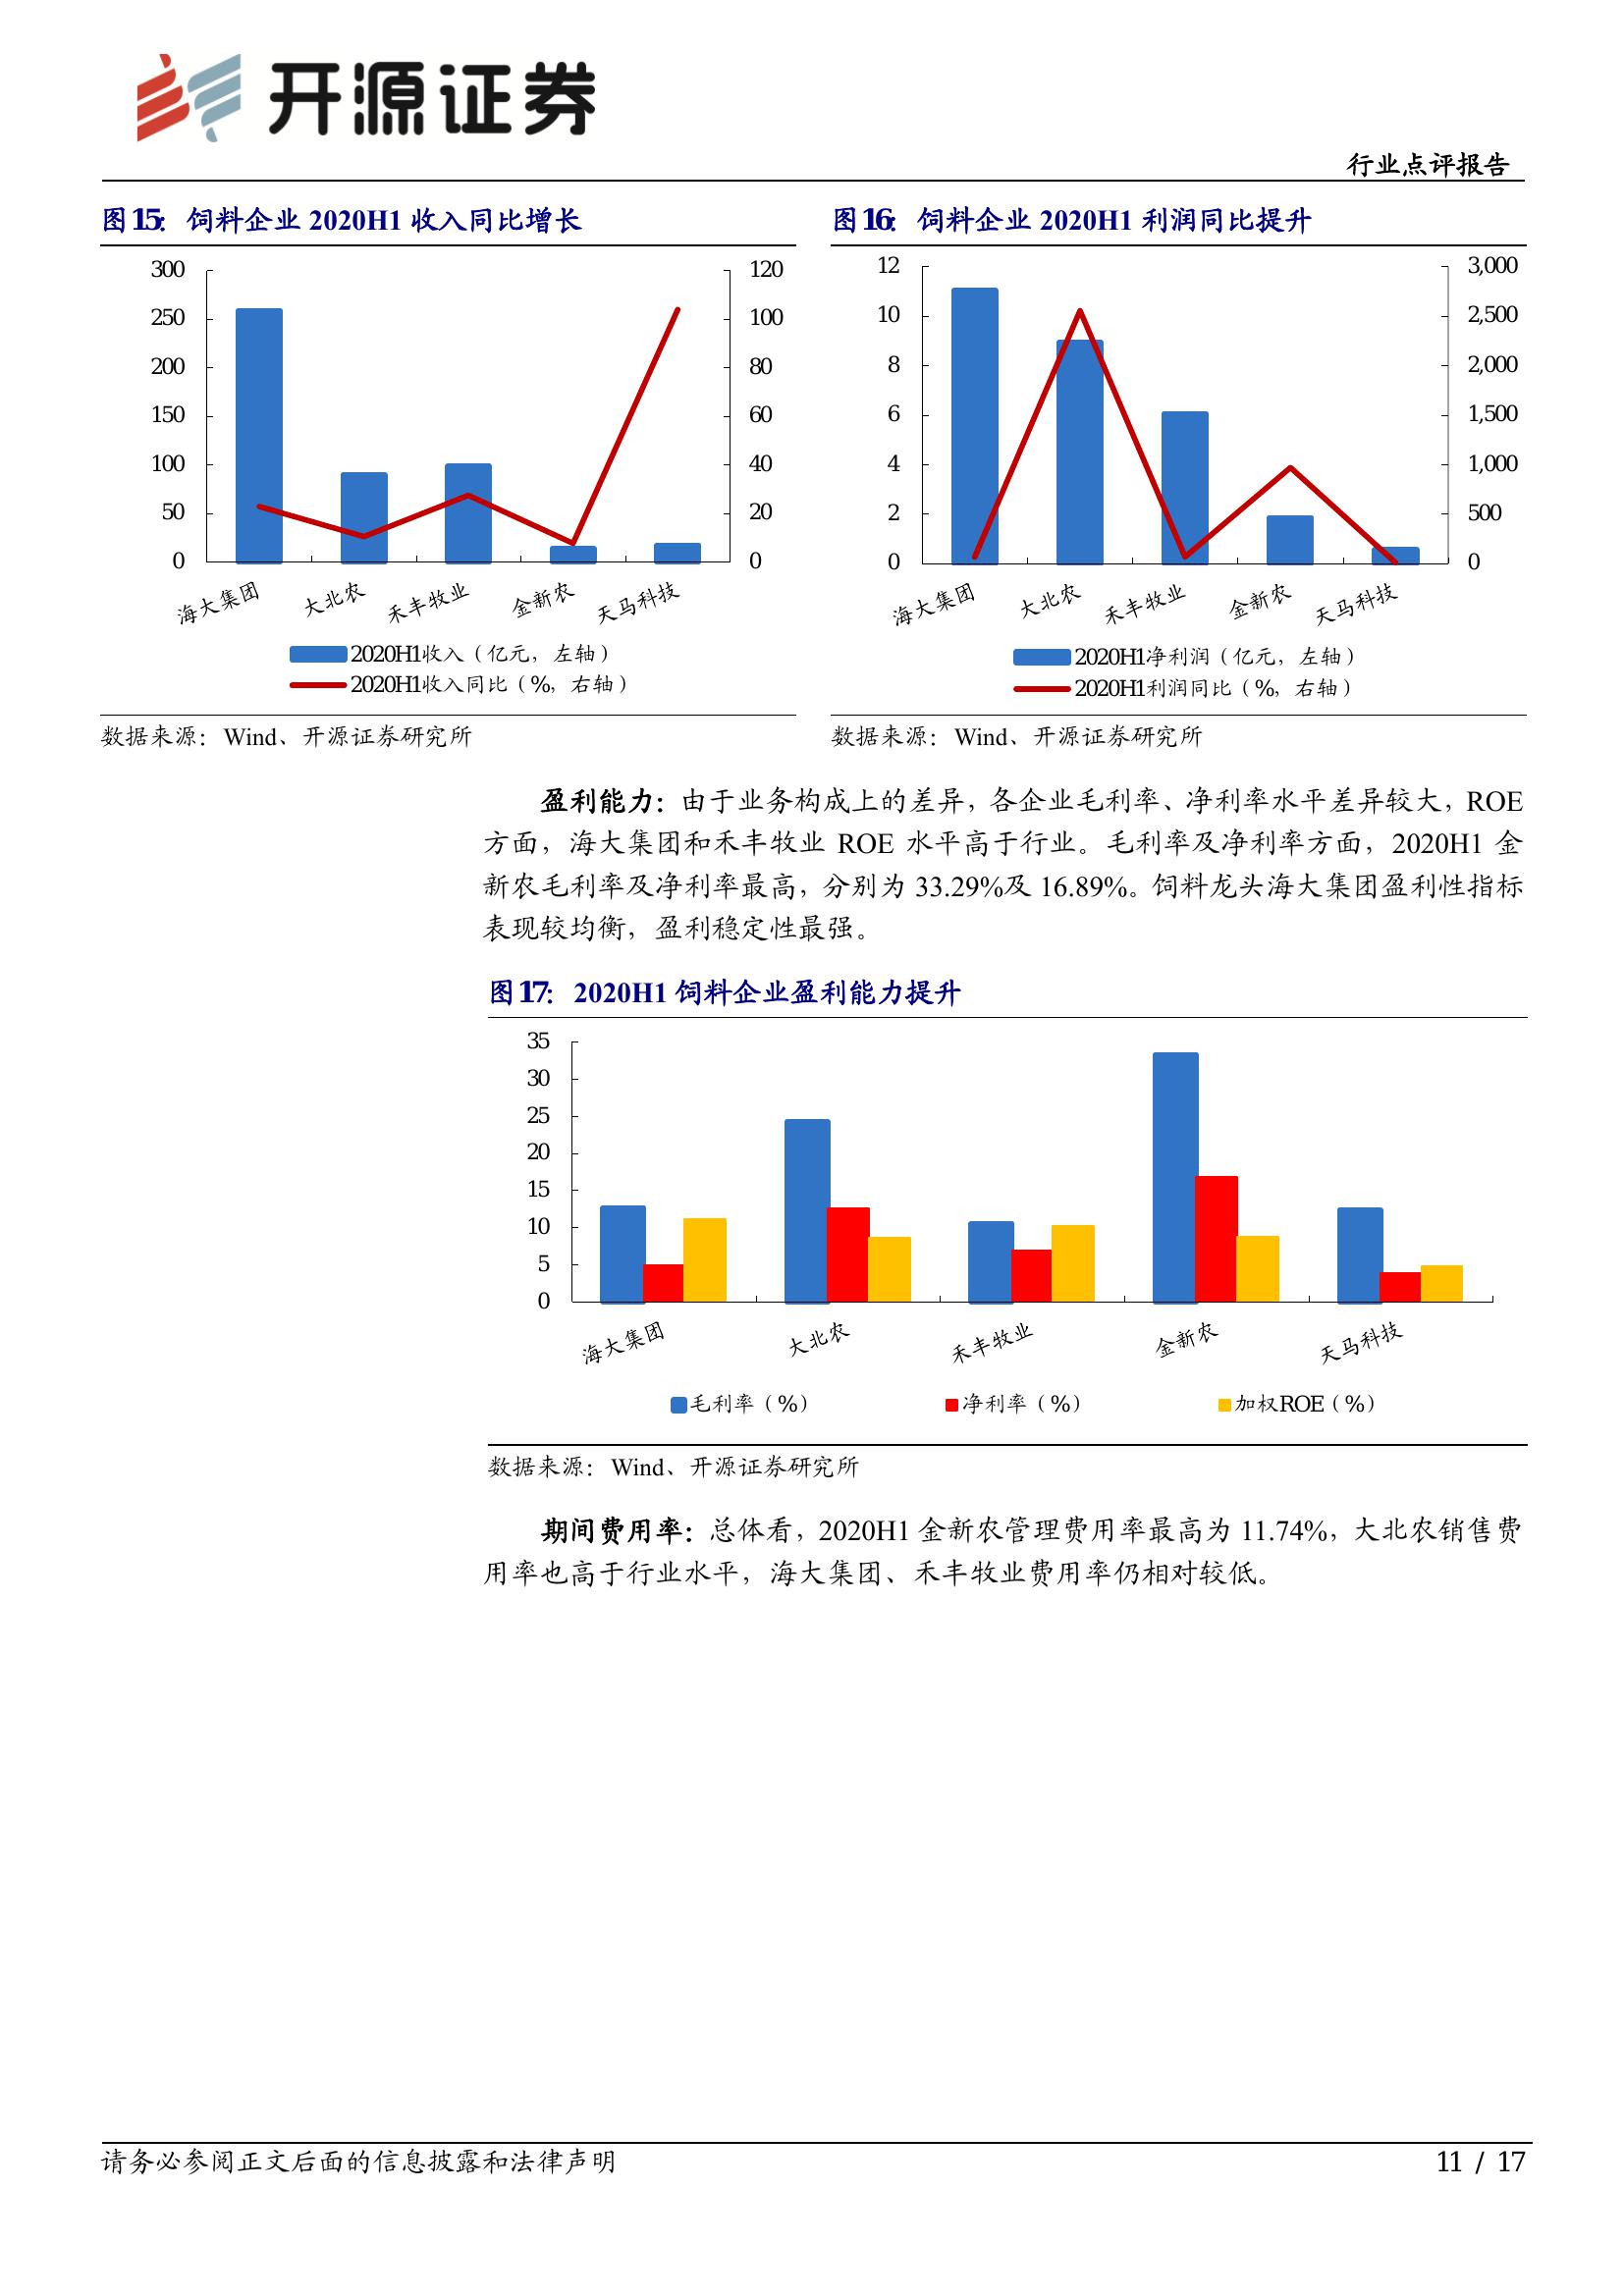 开源证券
行业点评报告
图15： 饲料企业 2020H1 收入同比增长
300
250
200
150
100
50
0
120
100
80
60
40
20
0
海大集团
大北农
禾丰牧业
金新农
天马科技
2020H1收入（亿元，左轴）
2020H1收入同比（%，右轴）
数据来源：Wind、开源证券研究所
图16： 饲料企业 2020H1 利润同比提升
12
10
8
6
4
2
0
3,000
2,500
2,000
1,500
1,000
500
0
海大集团
大北农
禾丰牧业
金新农
天马科技
2020H1净利润（亿元，左轴）
2020H1利润同比（%，右轴）
数据来源：Wind、开源证券研究所
盈利能力：由于业务构成上的差异，各企业毛利率、净利率水平差异较大，ROE
方面，海大集团和禾丰牧业 ROE 水平高于行业。毛利率及净利率方面，2020H1 金
新农毛利率及净利率最高，分别为 33.29%及 16.89%。饲料龙头海大集团盈利性指标
表现较均衡，盈利稳定性最强。
图17： 2020H1 饲料企业盈利能力提升
35
30
25
20
15
10
5
0
海大集团
大北农
禾丰牧业
金新农
天马科技
毛利率（%）
净利率（%）
加权ROE（%）
数据来源：Wind、开源证券研究所
期间费用率：总体看，2020H1 金新农管理费用率最高为 11.74%，大北农销售费
用率也高于行业水平，海大集团、禾丰牧业费用率仍相对较低。
请务必参阅正文后面的信息披露和法律声明
11 / 17